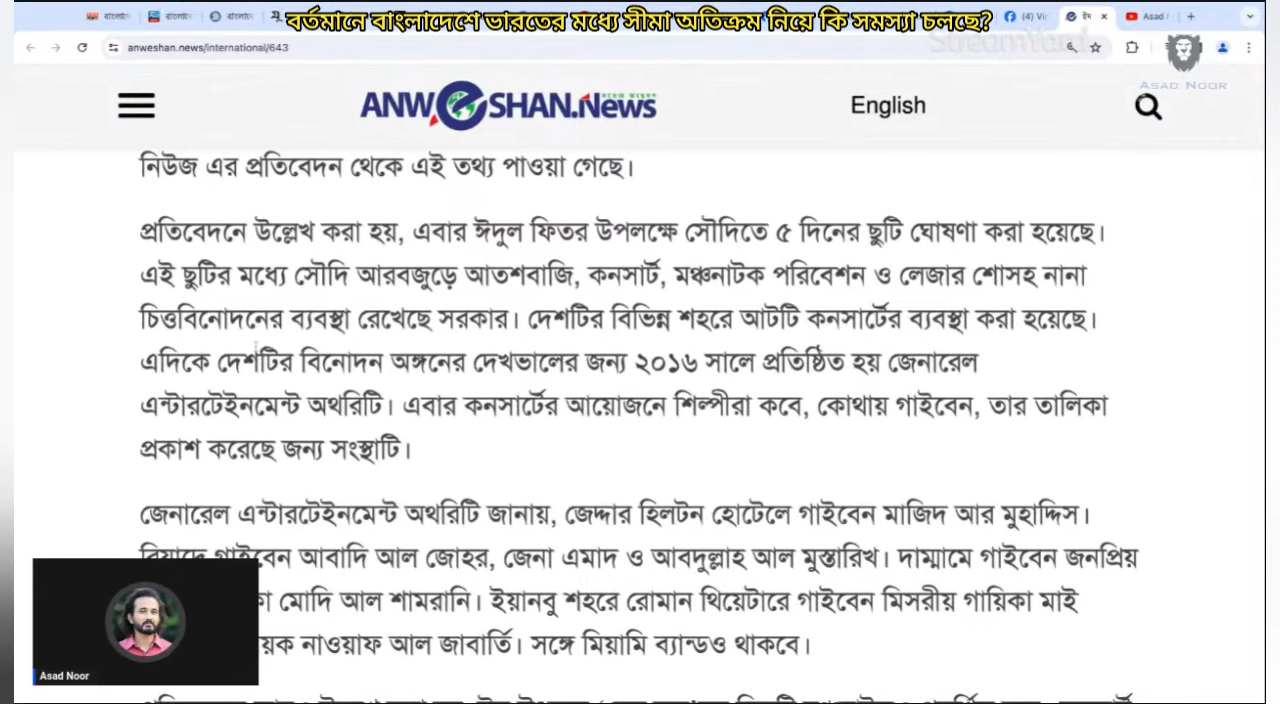 বর্তমানে বাংলাদেশে ভারতের মধ্যে সীমা অতিক্রম নিয়ে কি সমস্যা চলছে?
anweshan.news/international/643
StreamYard
ASAD NOOR
ANWESHAN.News
English
নিউজ এর প্রতিবেদন থেকে এই তথ্য পাওয়া গেছে।
প্রতিবেদনে উল্লেখ করা হয়, এবার ঈদুল ফিতর উপলক্ষে সৌদিতে ৫ দিনের ছুটি ঘোষণা করা হয়েছে।
এই ছুটির মধ্যে সৌদি আরবজুড়ে আতশবাজি, কনসার্ট, মঞ্চনাটক পরিবেশন ও লেজার শোসহ নানা
চিত্তবিনোদনের ব্যবস্থা রেখেছে সরকার। দেশটির বিভিন্ন শহরে আটটি কনসার্টের ব্যবস্থা করা হয়েছে।
এদিকে দেশটির বিনোদন অঙ্গনের দেখভালের জন্য ২০১৬ সালে প্রতিষ্ঠিত হয় জেনারেল
এন্টারটেইনমেন্ট অথরিটি। এবার কনসার্টের আয়োজনে শিল্পীরা কবে, কোথায় গাইবেন, তার তালিকা
প্রকাশ করেছে জন্য সংস্থাটি।
জেনারেল এন্টারটেইনমেন্ট অথরিটি জানায়, জেদ্দার হিলটন হোটেলে গাইবেন মাজিদ আর মুহাদ্দিস।
রিয়াদে গাইবেন আবাদি আল জোহর, জেনা এমাদ ও আবদুল্লাহ আল মুস্তারিখ। দাম্মামে গাইবেন জনপ্রিয়
মোদি আল শামরানি। ইয়ানবু শহরে রোমান থিয়েটারে গাইবেন মিসরীয় গায়িকা মাই
নাওয়াফ আল জাবার্তি। সঙ্গে মিয়ামি ব্যান্ডও থাকবে।
Asad Noor